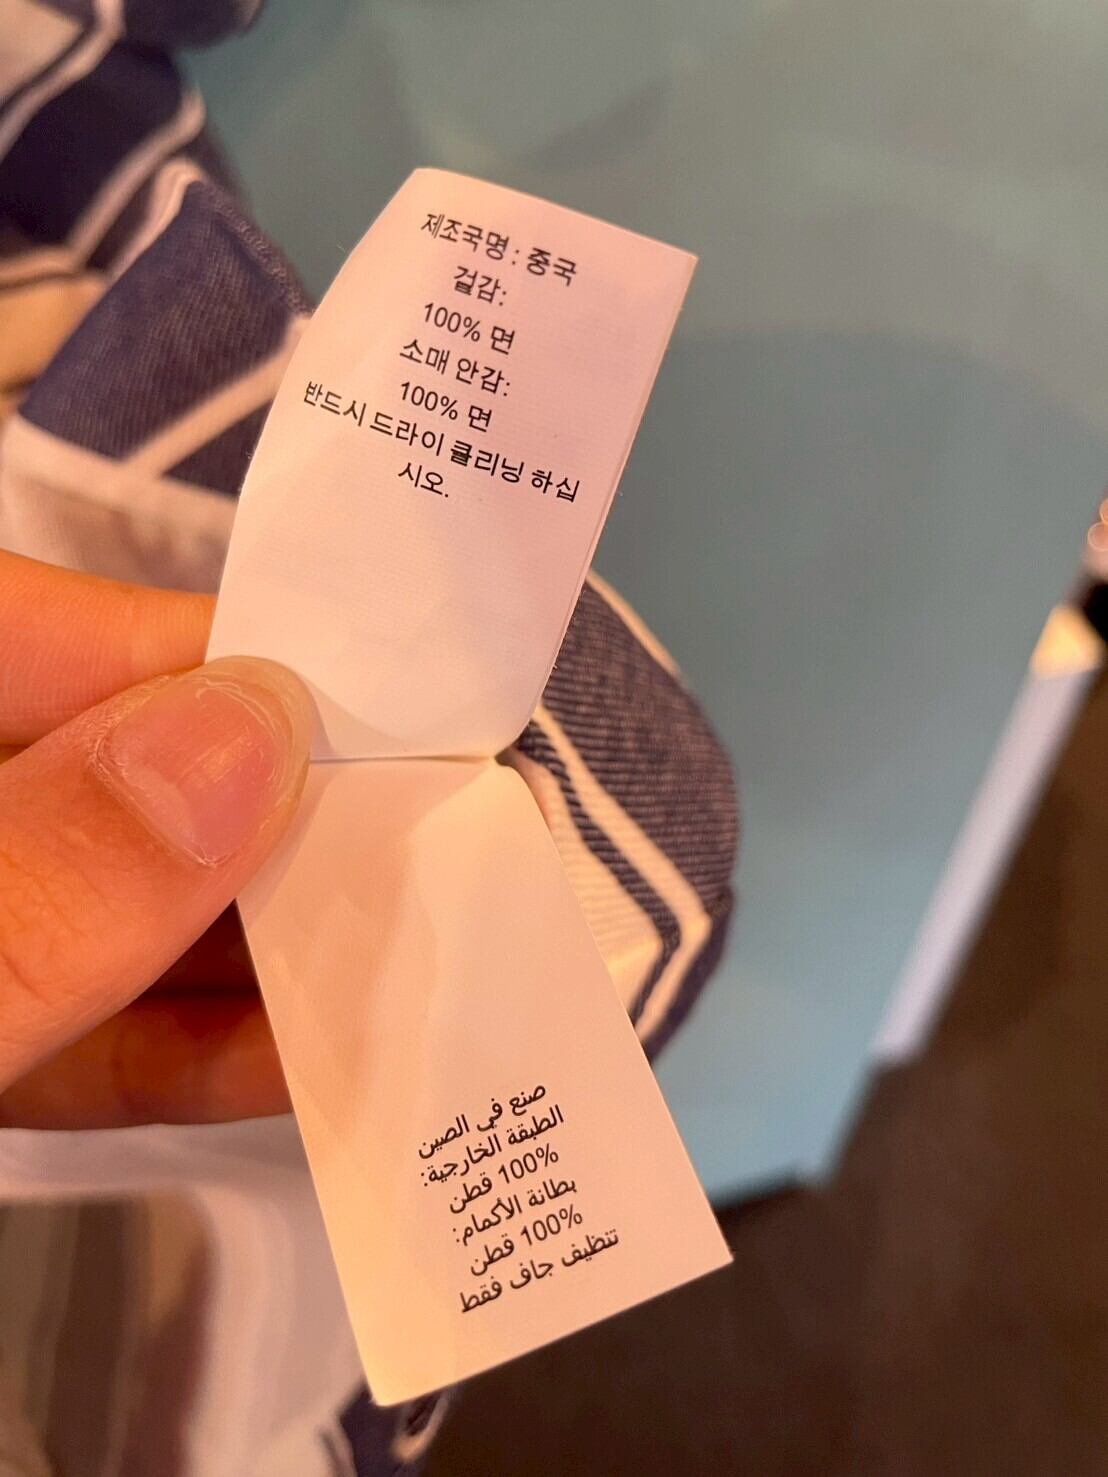 제조국명 : 중국
겉감:
100% 면
소매 안감:
100% 면
반드시 드라이 클리닝 하십
시오.
صنع في الصين
الطبقة الخارجية:
100% قطن
بطانة الأكمام:
100% قطن
تنظيف جاف فقط